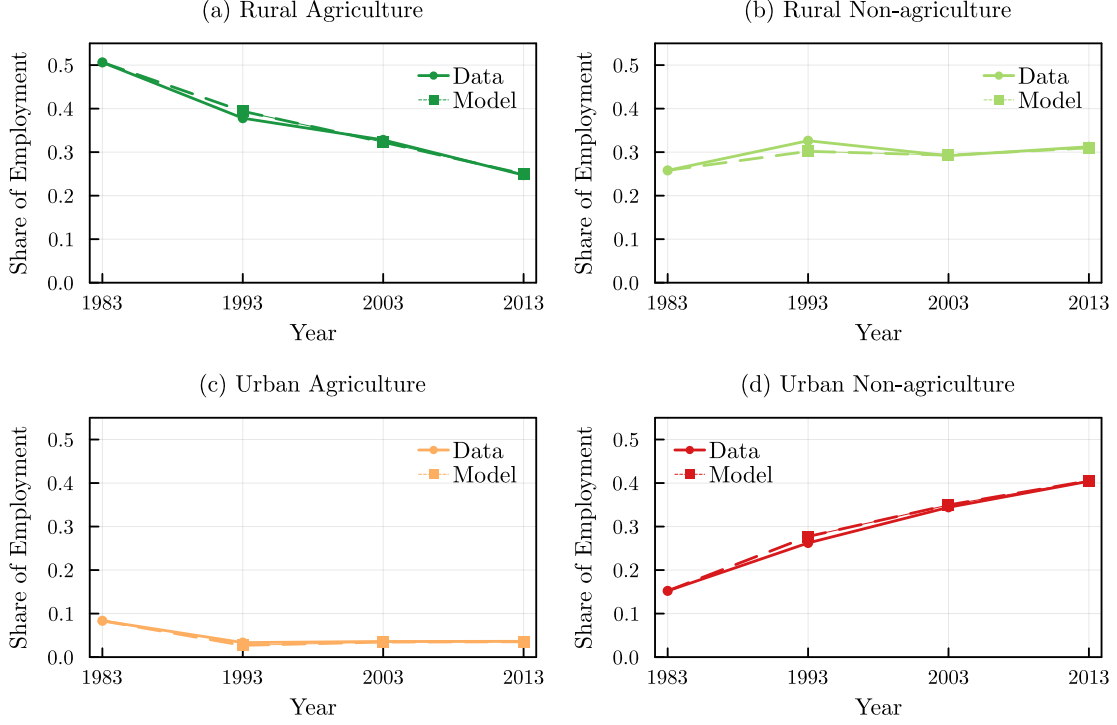 (a) Rural Agriculture
Share of Employment
0.5
0.4
0.3
0.2
0.1
0.0
Data
Model
1983
1993
2003
2013
Year
(b) Rural Non-agriculture
Share of Employment
0.5
0.4
0.3
0.2
0.1
0.0
Data
Model
1983
1993
2003
2013
Year
(c) Urban Agriculture
Share of Employment
0.5
0.4
0.3
0.2
0.1
0.0
Data
Model
1983
1993
2003
2013
Year
(d) Urban Non-agriculture
Share of Employment
0.5
0.4
0.3
0.2
0.1
0.0
Data
Model
1983
1993
2003
2013
Year